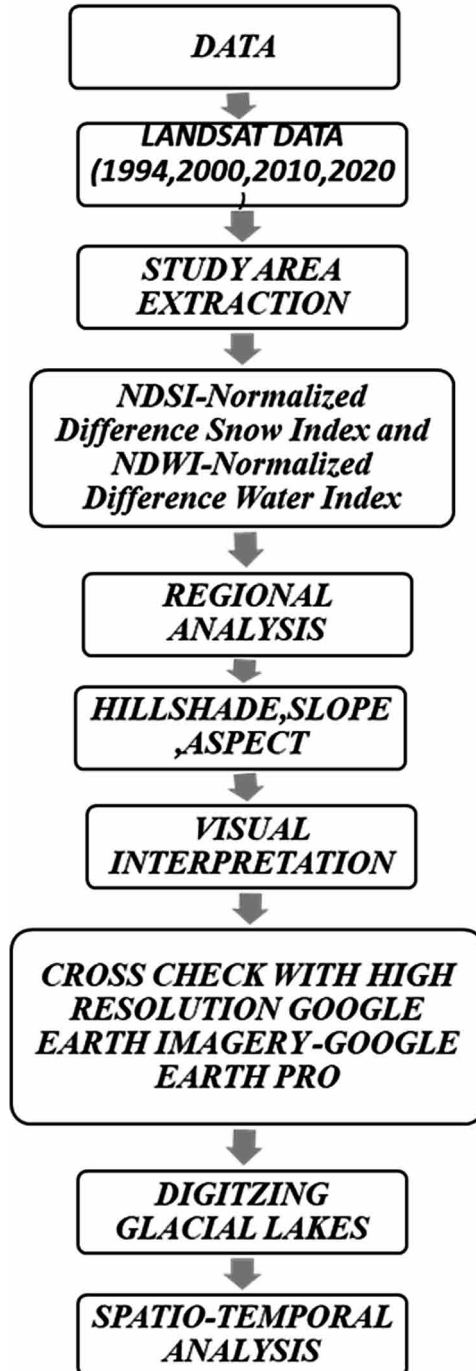 DATA
LANDSAT DATA
(1994,2000,2010,2020
)
STUDY AREA
EXTRACTION
NDSI-Normalized
Difference Snow Index and
NDWI-Normalized
Difference Water Index
REGIONAL
ANALYSIS
HILLSHADE,SLOPE
,ASPECT
VISUAL
INTERPRETATION
CROSS CHECK WITH HIGH
RESOLUTION GOOGLE
EARTH IMAGERY-GOOGLE
EARTH PRO
DIGITZING
GLACIAL LAKES
SPATIO-TEMPORAL
ANALYSIS